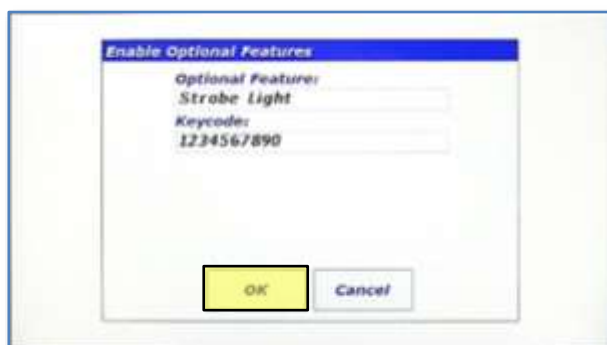 Enable Optional Features
Optional Feature:
Strobe Light
Keycode:
1234567890
OK Cancel